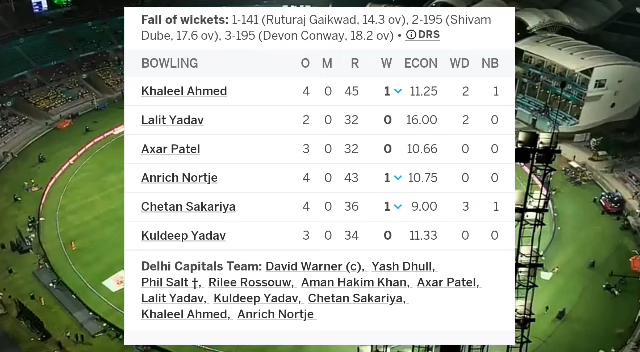 Fall of wickets: 1-141 (Ruturaj Gaikwad, 14.3 ov), 2-195 (Shivam
Dube, 17.6 ov), 3-195 (Devon Conway, 18.2 ov) • DRS
BOWLING O M R W ECON WD NB
Khaleel Ahmed 4 0 45 1 11.25 2 1
Lalit Yadav 2 0 32 0 16.00 2 0
Axar Patel 3 0 32 0 10.66 0 0
Anrich Nortje 4 0 43 1 10.75 0 0
Chetan Sakariya 4 0 36 1 9.00 3 1
Kuldeep Yadav 3 0 34 0 11.33 0 0
Delhi Capitals Team: David Warner (c), Yash Dhull,
Phil Salt †, Rilee Rossouw, Aman Hakim Khan, Axar Patel,
Lalit Yadav, Kuldeep Yadav, Chetan Sakariya,
Khaleel Ahmed, Anrich Nortje